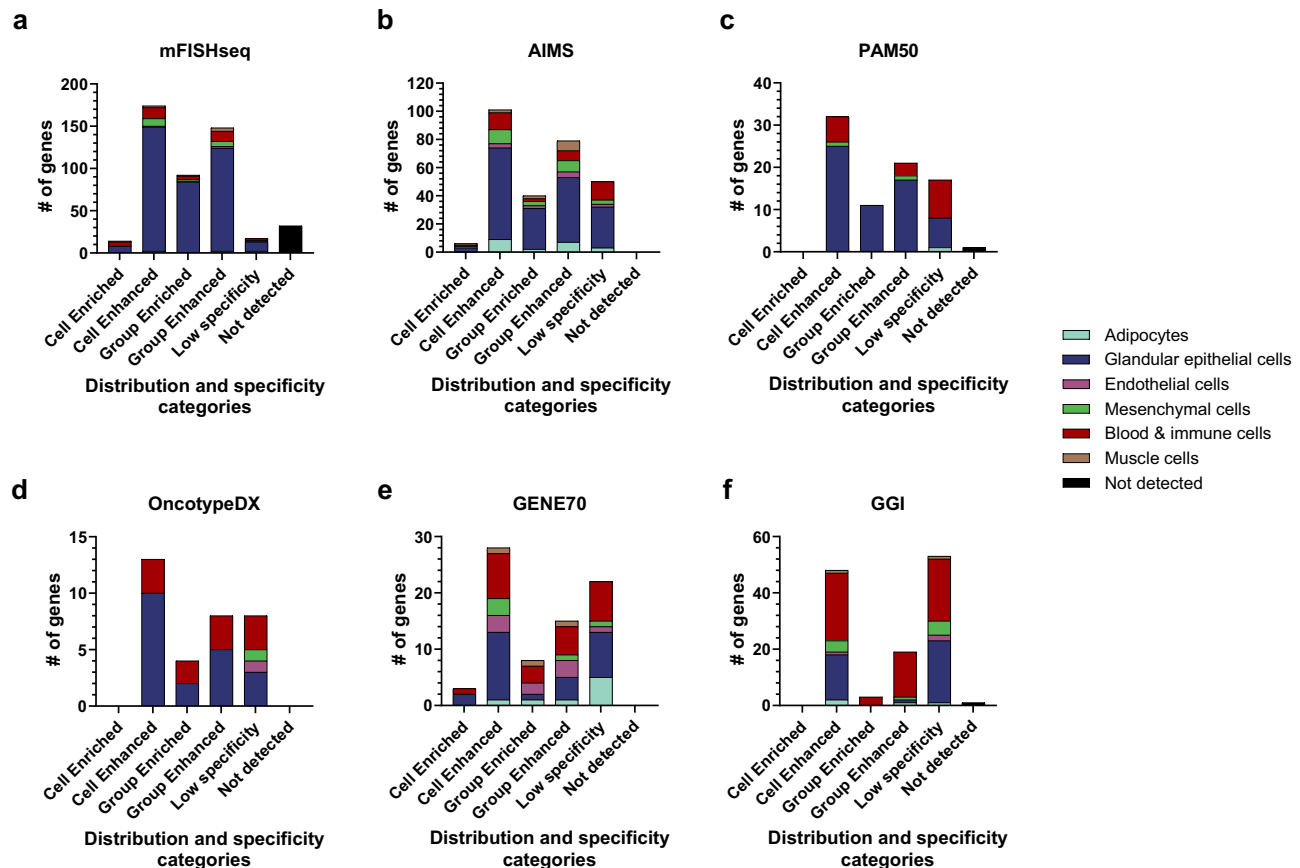 a
mFISHseq
# of genes
200
150
100
50
0
Cell Enriched
Cell Enhanced
Group Enriched
Group Enhanced
Low specificity
Not detected
Distribution and specificity
categories
b
AIMS
# of genes
120
100
80
60
40
20
0
Cell Enriched
Cell Enhanced
Group Enriched
Group Enhanced
Low specificity
Not detected
Distribution and specificity
categories
c
PAM50
# of genes
40
30
20
10
0
Cell Enriched
Cell Enhanced
Group Enriched
Group Enhanced
Low specificity
Not detected
Distribution and specificity
categories
Adipocytes
Glandular epithelial cells
Endothelial cells
Mesenchymal cells
Blood & immune cells
Muscle cells
Not detected
d
OncotypeDX
# of genes
15
10
5
0
Cell Enriched
Cell Enhanced
Group Enriched
Group Enhanced
Low specificity
Not detected
Distribution and specificity
categories
e
GENE70
# of genes
30
20
10
0
Cell Enriched
Cell Enhanced
Group Enriched
Group Enhanced
Low specificity
Not detected
Distribution and specificity
categories
f
GGI
# of genes
60
40
20
0
Cell Enriched
Cell Enhanced
Group Enriched
Group Enhanced
Low specificity
Not detected
Distribution and specificity
categories